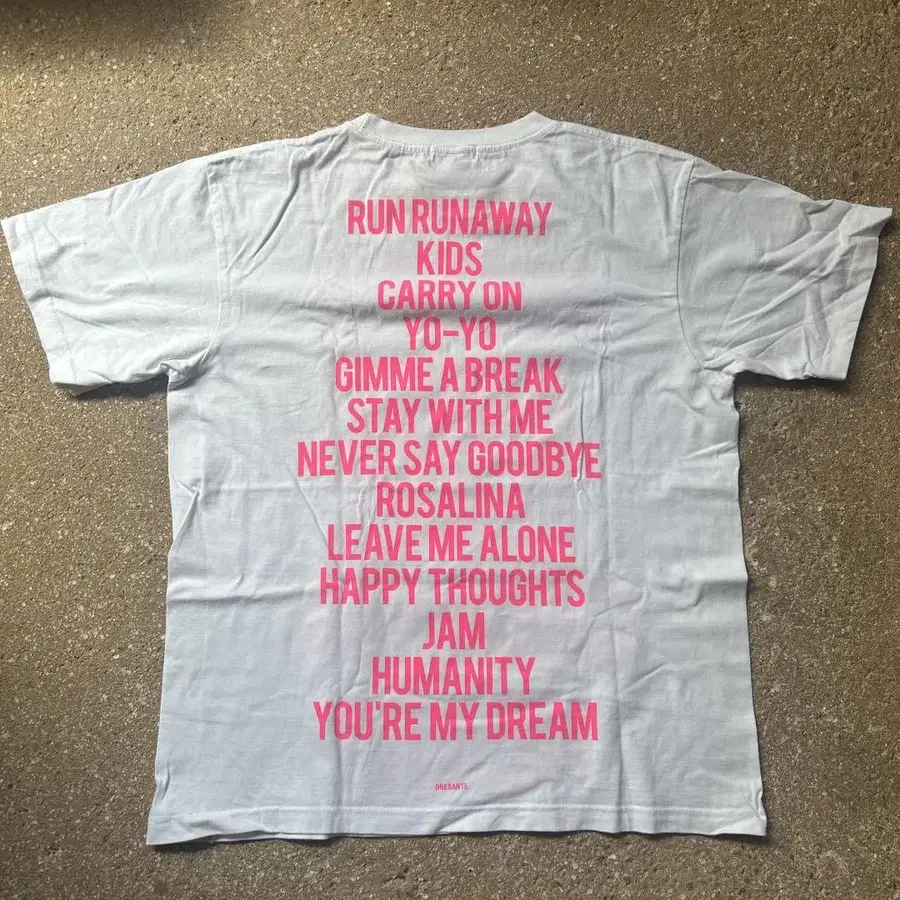 RUN RUNAWAY
KIDS
CARRY ON
YO-YO
GIMME A BREAK
STAY WITH ME
NEVER SAY GOODBYE
ROSALINA
LEAVE ME ALONE
HAPPY THOUGHTS
JAM
HUMANITY
YOU'RE MY DREAM
ONESANTE